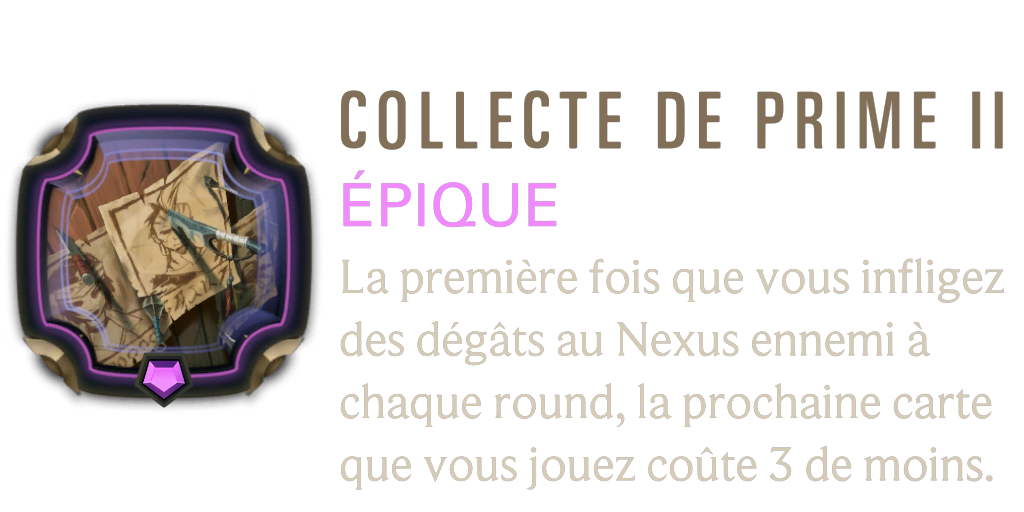 COLLECTE DE PRIME II
ÉPIQUE
La première fois que vous infligez
des dégâts au Nexus ennemi à
chaque round, la prochaine carte
que vous jouez coûte 3 de moins.